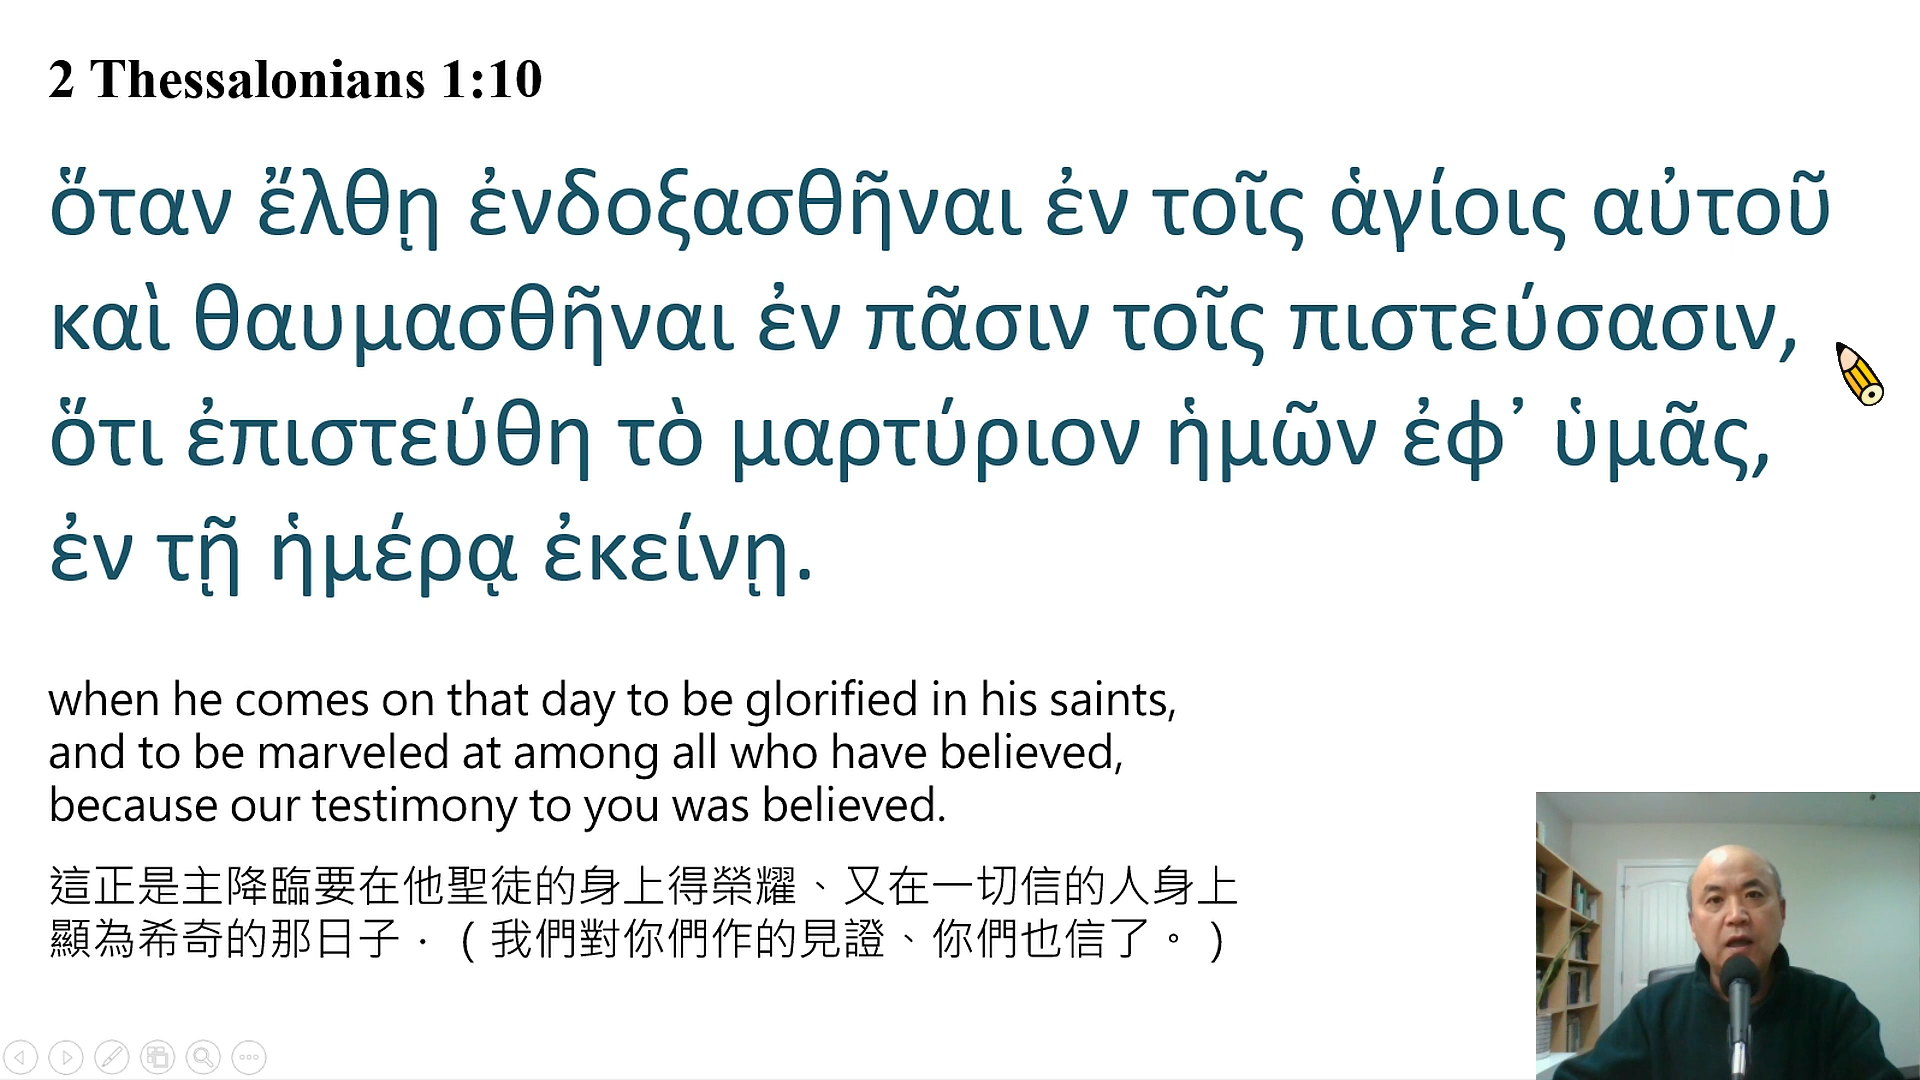 2 Thessalonians 1:10
ὅταν ἔλθῃ ἐνδοξασθῆναι ἐν τοῖς ἁγίοις αὐτοῦ
καὶ θαυμασθῆναι ἐν πᾶσιν τοῖς πιστεύσασιν,
ὅτι ἐπιστεύθη τὸ μαρτύριον ἡμῶν ἐφ᾽ ὑμᾶς,
ἐν τῇ ἡμέρᾳ ἐκείνῃ.
when he comes on that day to be glorified in his saints,
and to be marveled at among all who have believed,
because our testimony to you was believed.
這正是主降臨要在他聖徒的身上得榮耀、又在一切信的人身上
顯為希奇的那日子．（我們對你們作的見證、你們也信了。）